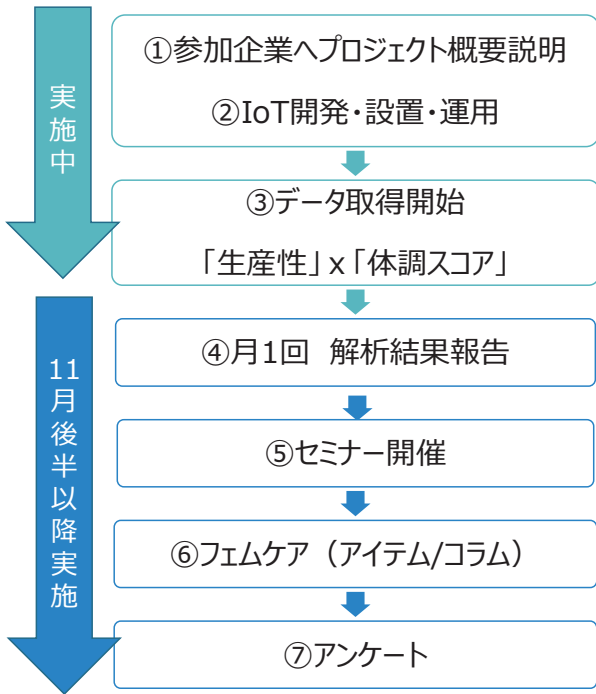 実施中
①参加企業へプロジェクト概要説明
②IoT開発・設置・運用
③データ取得開始
「生産性」x「体調スコア」
11月後半以降実施
④月1回 解析結果報告
⑤セミナー開催
⑥フェムケア（アイテム/コラム）
⑦アンケート